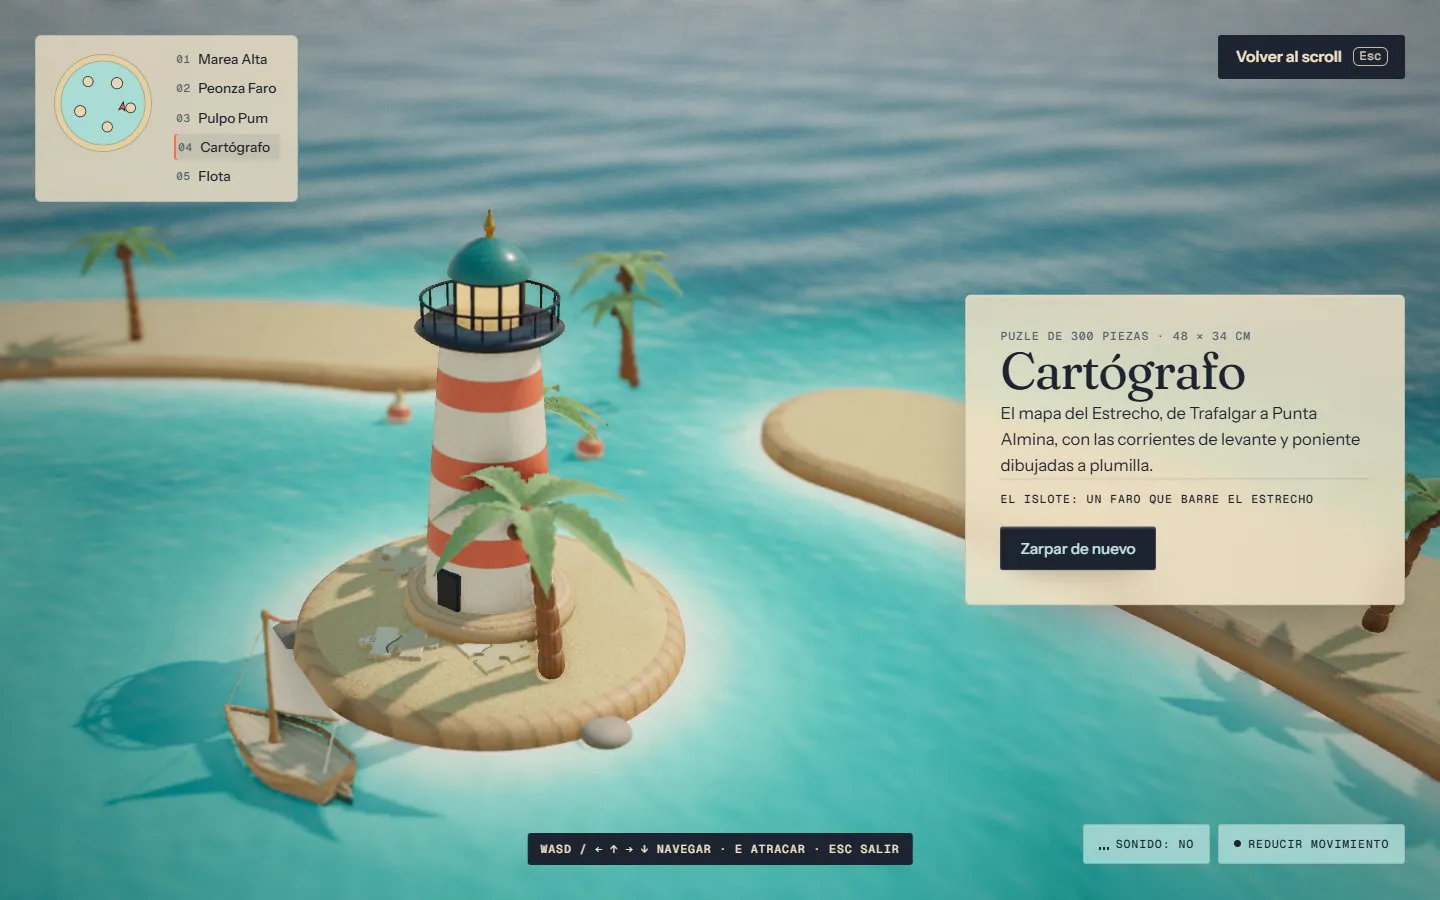 01 Marea Alta
02 Peonza Faro
03 Pulpo Pum
04 Cartógrafo
05 Flota
Volver al scroll Esc
PUZLE DE 300 PIEZAS · 48 × 34 CM
Cartógrafo
El mapa del Estrecho, de Trafalgar a Punta
Almina, con las corrientes de levante y poniente
dibujadas a plumilla.
EL ISLOTE: UN FARO QUE BARRE EL ESTRECHO
Zarpar de nuevo
WASD / ← ↑ → ↓ NAVEGAR · E ATRACAR · ESC SALIR
SONIDO: NO
REDUCIR MOVIMIENTO